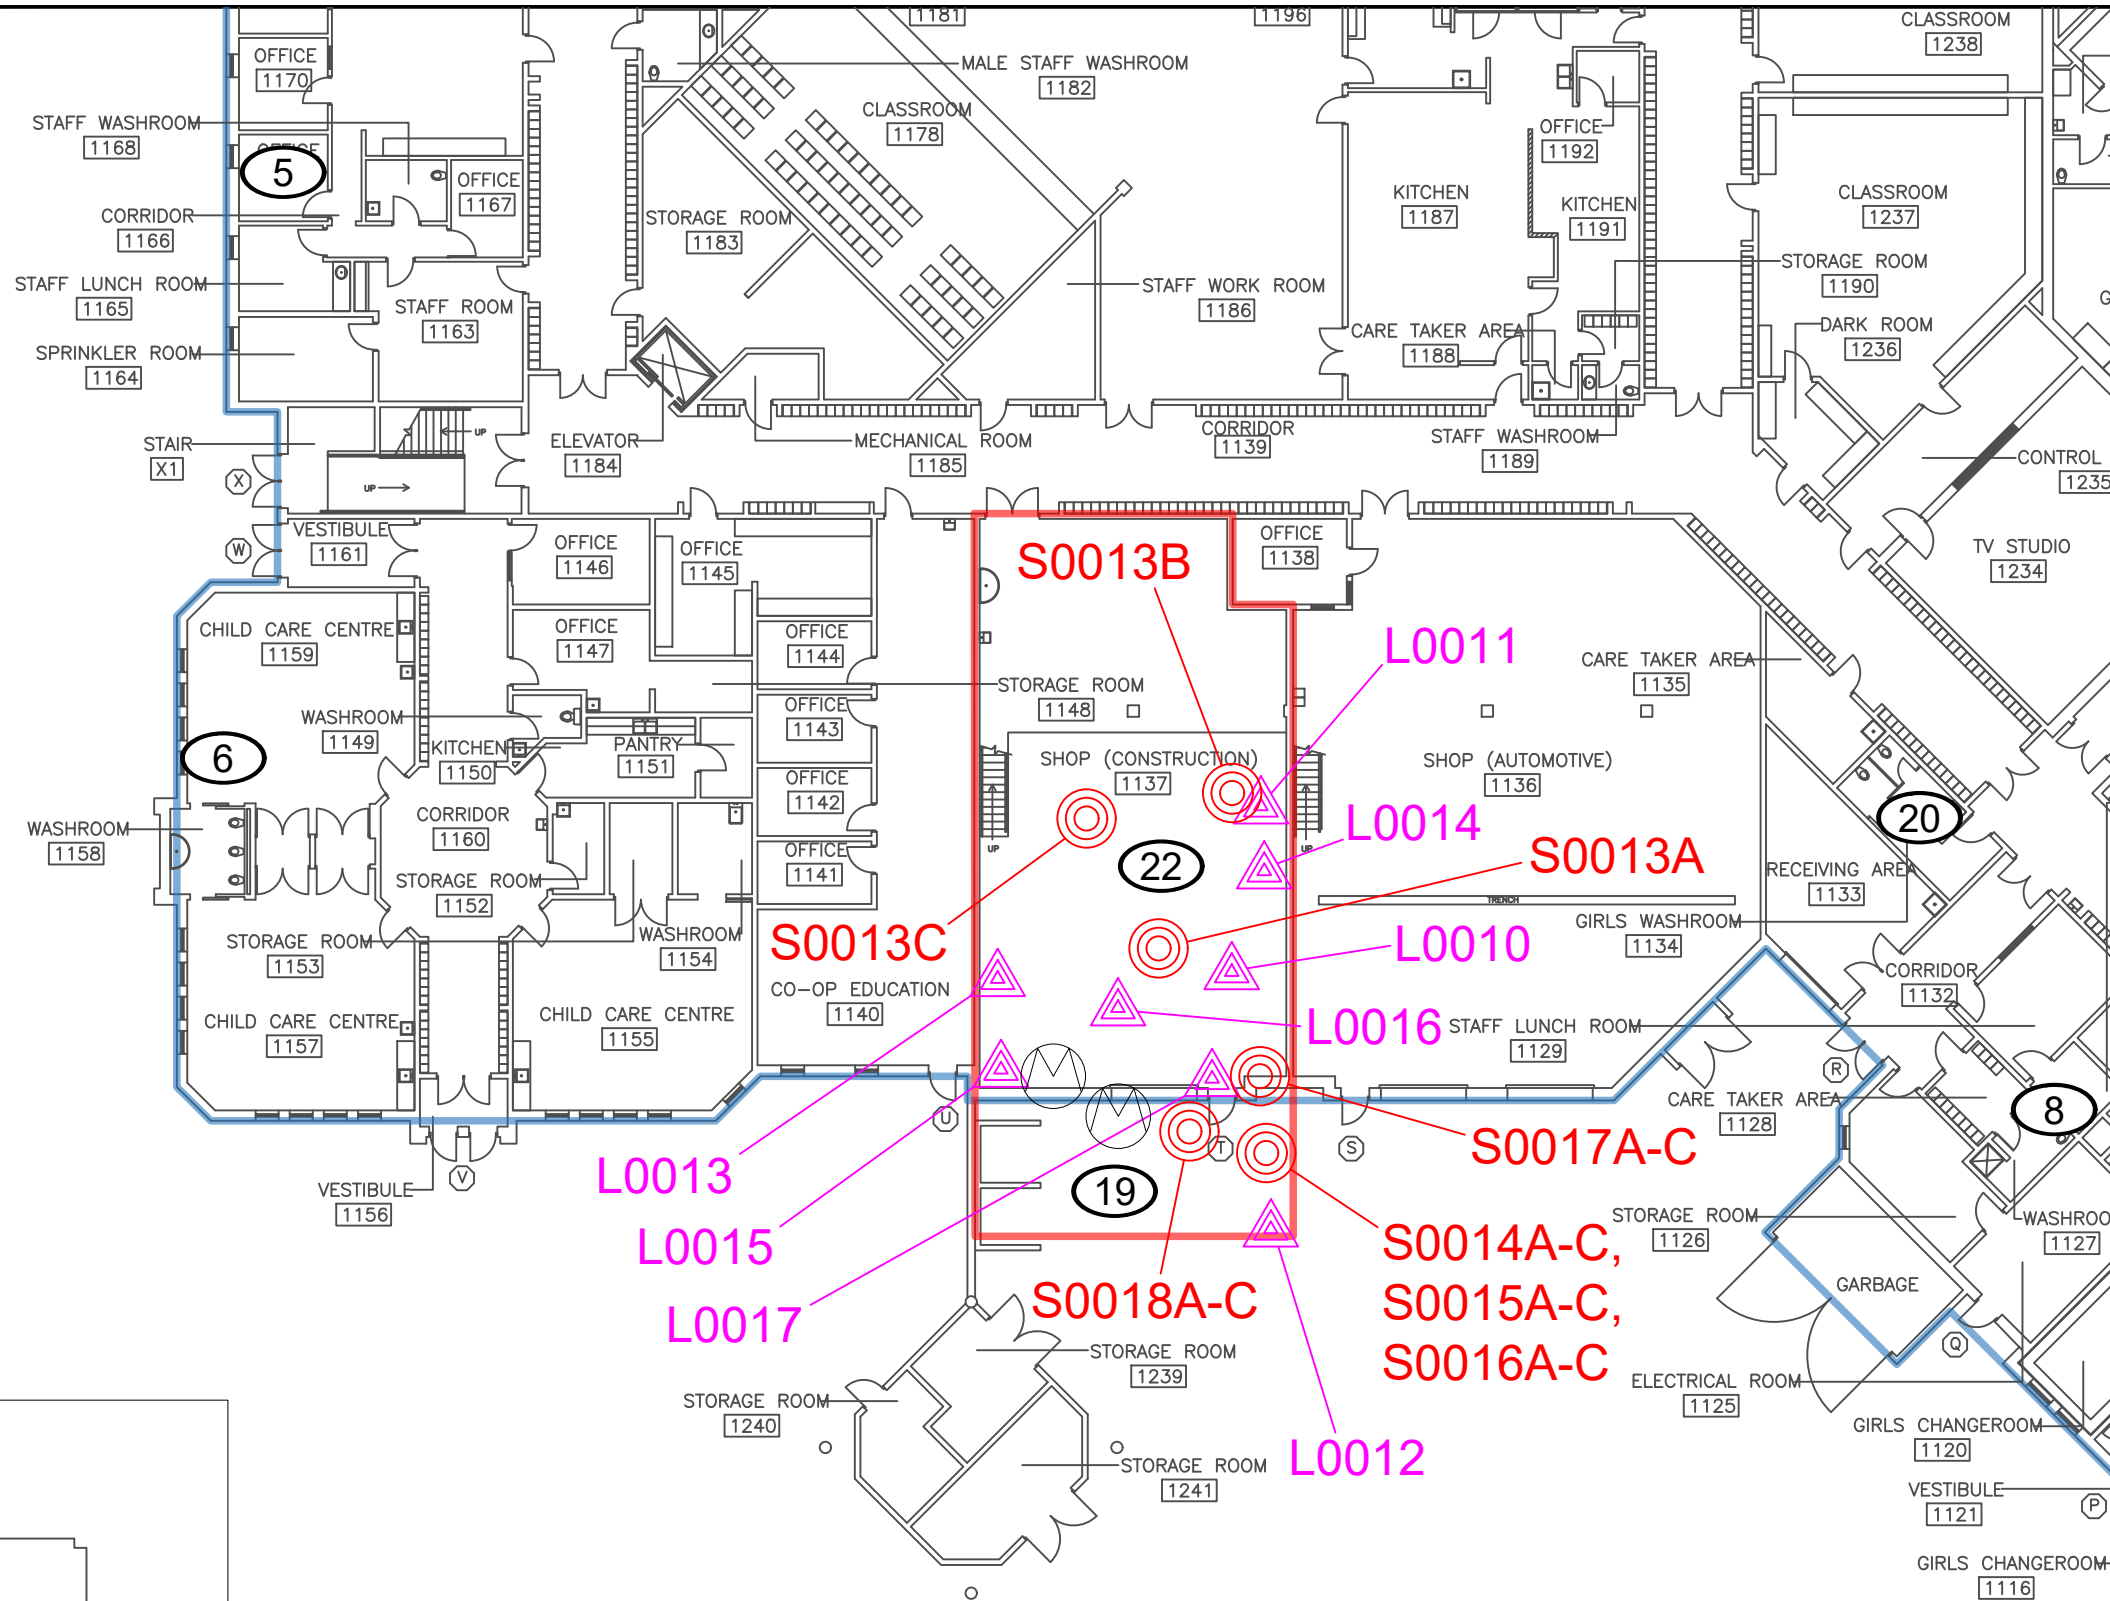 1181
1196
CLASSROOM
1238
OFFICE
1170
MALE STAFF WASHROOM
1182
CLASSROOM
1178
STAFF WASHROOM
1168
OFFICE
1192
5
OFFICE
1167
CORRIDOR
1166
STORAGE ROOM
1183
KITCHEN
1187
KITCHEN
1191
CLASSROOM
1237
STAFF LUNCH ROOM
1165
STAFF ROOM
1163
STAFF WORK ROOM
1186
STORAGE ROOM
1190
SPRINKLER ROOM
1164
CARE TAKER AREA
1188
DARK ROOM
1236
STAIR
X1
UP
UP
ELEVATOR
1184
MECHANICAL ROOM
1185
CORRIDOR
1139
STAFF WASHROOM
1189
CONTROL
1235
X
W
VESTIBULE
1161
OFFICE
1146
OFFICE
1145
S0013B
OFFICE
1138
TV STUDIO
1234
CHILD CARE CENTRE
1159
OFFICE
1147
OFFICE
1144
L0011
CARE TAKER AREA
1135
STORAGE ROOM
1148
WASHROOM
1149
OFFICE
1143
6
KITCHEN
1150
PANTRY
1151
SHOP (CONSTRUCTION)
1137
SHOP (AUTOMOTIVE)
1136
OFFICE
1142
WASHROOM
1158
CORRIDOR
1160
L0014
20
UP
UP
OFFICE
1141
22
S0013A
STORAGE ROOM
1152
RECEIVING AREA
1133
TRENCH
STORAGE ROOM
1153
WASHROOM
1154
S0013C
L0010
GIRLS WASHROOM
1134
CO-OP EDUCATION
1140
CORRIDOR
1132
CHILD CARE CENTRE
1157
CHILD CARE CENTRE
1155
L0016
STAFF LUNCH ROOM
1129
R
CARE TAKER AREA
1128
8
U
T
S
S0017A-C
L0013
V
VESTIBULE
1156
19
STORAGE ROOM
1126
WASHROO
1127
L0015
S0014A-C,
S0015A-C,
S0016A-C
GARBAGE
L0017
S0018A-C
STORAGE ROOM
1239
Q
ELECTRICAL ROOM
1125
STORAGE ROOM
1240
GIRLS CHANGEROOM
1120
L0012
STORAGE ROOM
1241
VESTIBULE
1121
P
GIRLS CHANGEROOM
1116